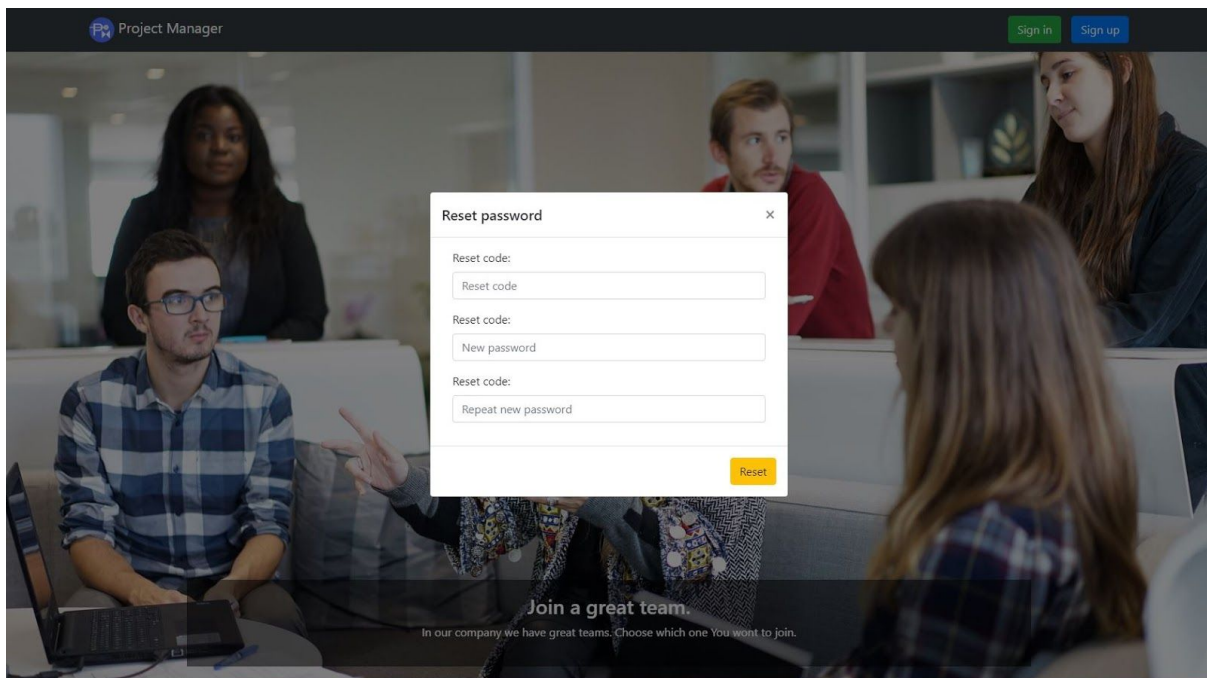 Project Manager
Sign in
Sign up
Reset password
×
Reset code:
Reset code
Reset code:
New password
Reset code:
Repeat new password
Reset
Join a great team.
In our company we have great teams. Choose which one You wont to join.